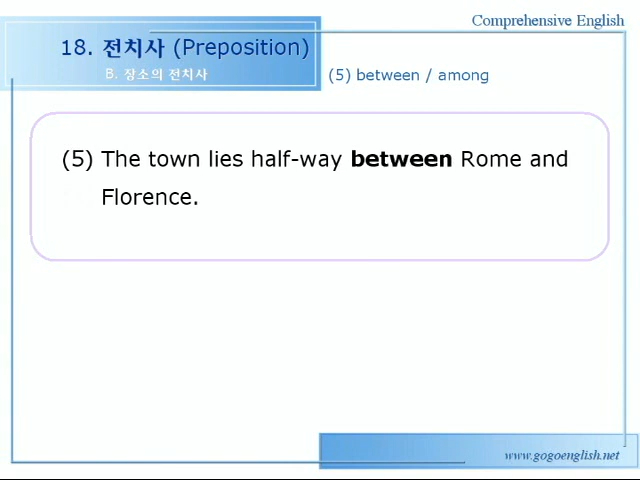 Comprehensive English
18. 전치사 (Preposition)
B. 장소의 전치사
(5) between / among
(5) The town lies half-way between Rome and
Florence.
www.gogoenglish.net